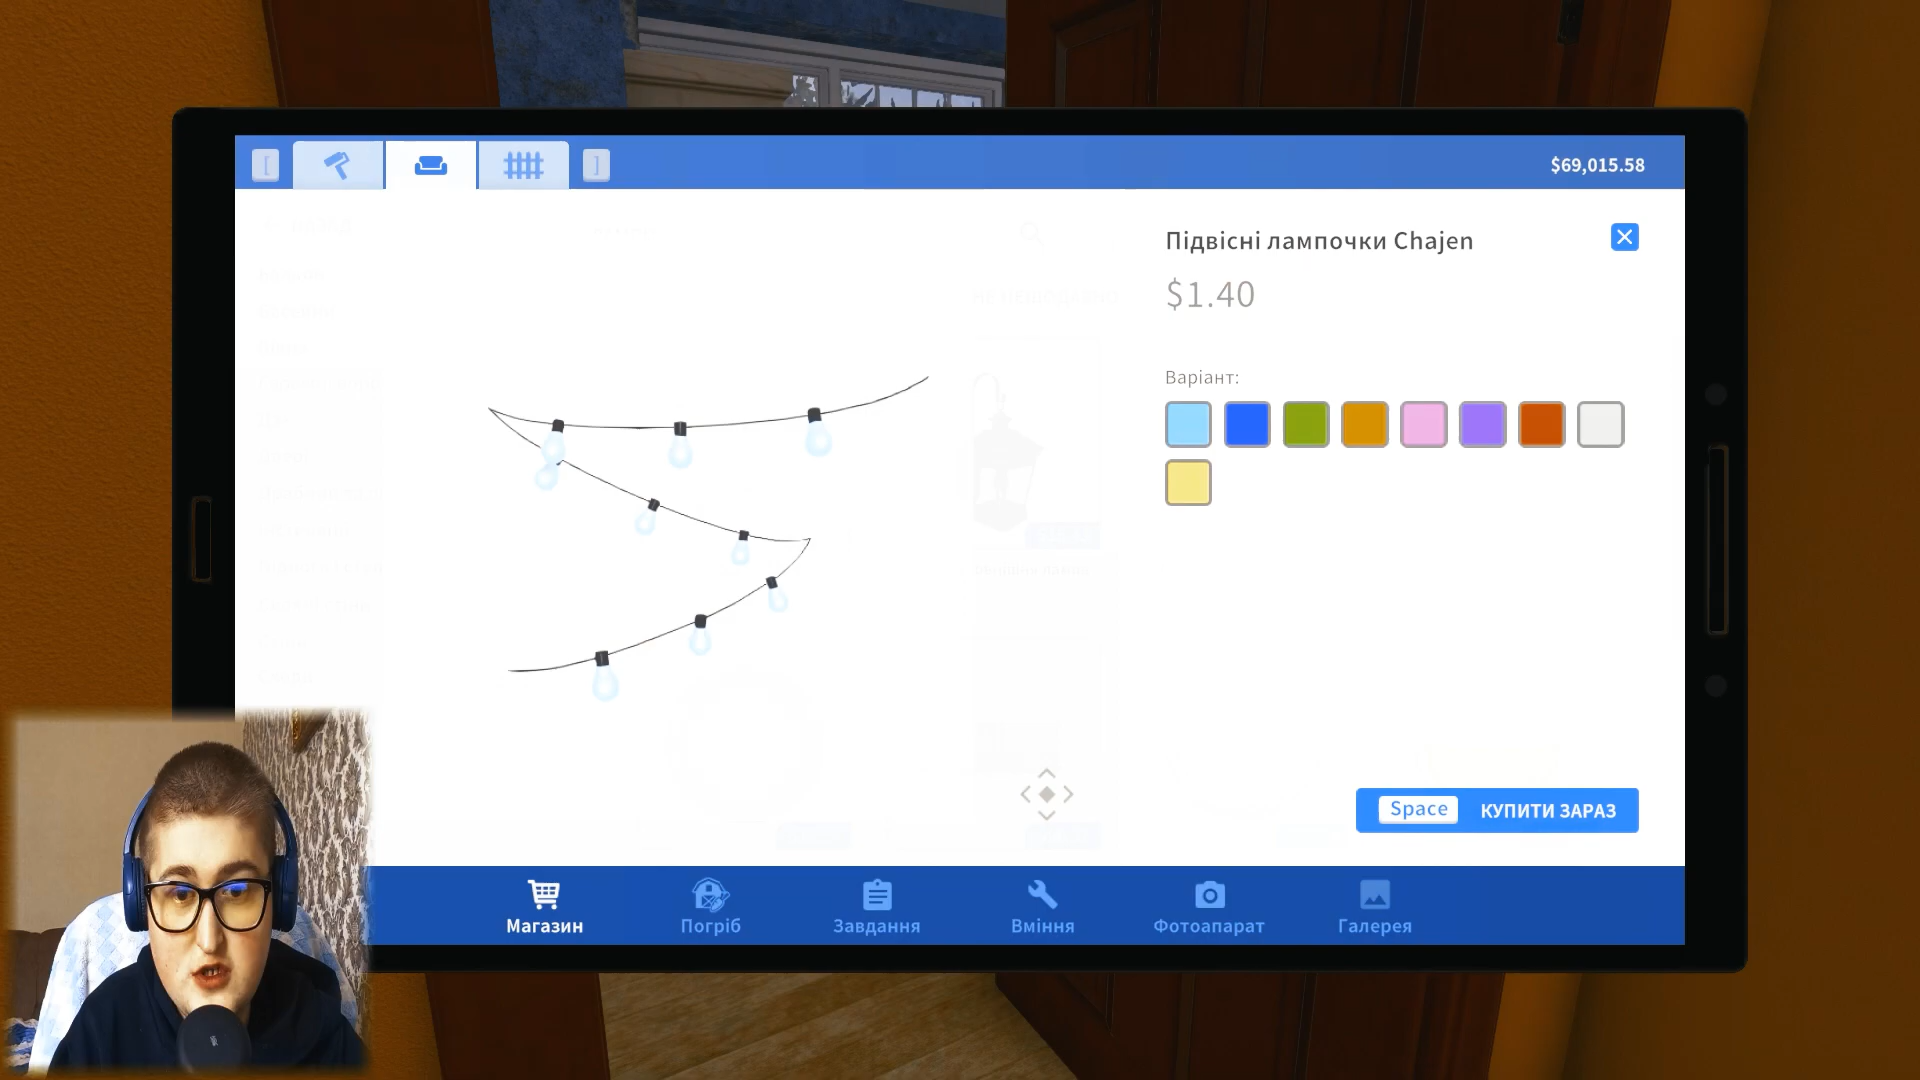 [
]
$69,015.58
Підвісні лампочки Chajen
$1.40
Варіант:
Space КУПИТИ ЗАРАЗ
Магазин
Погріб
Завдання
Вміння
Фотоапарат
Галерея